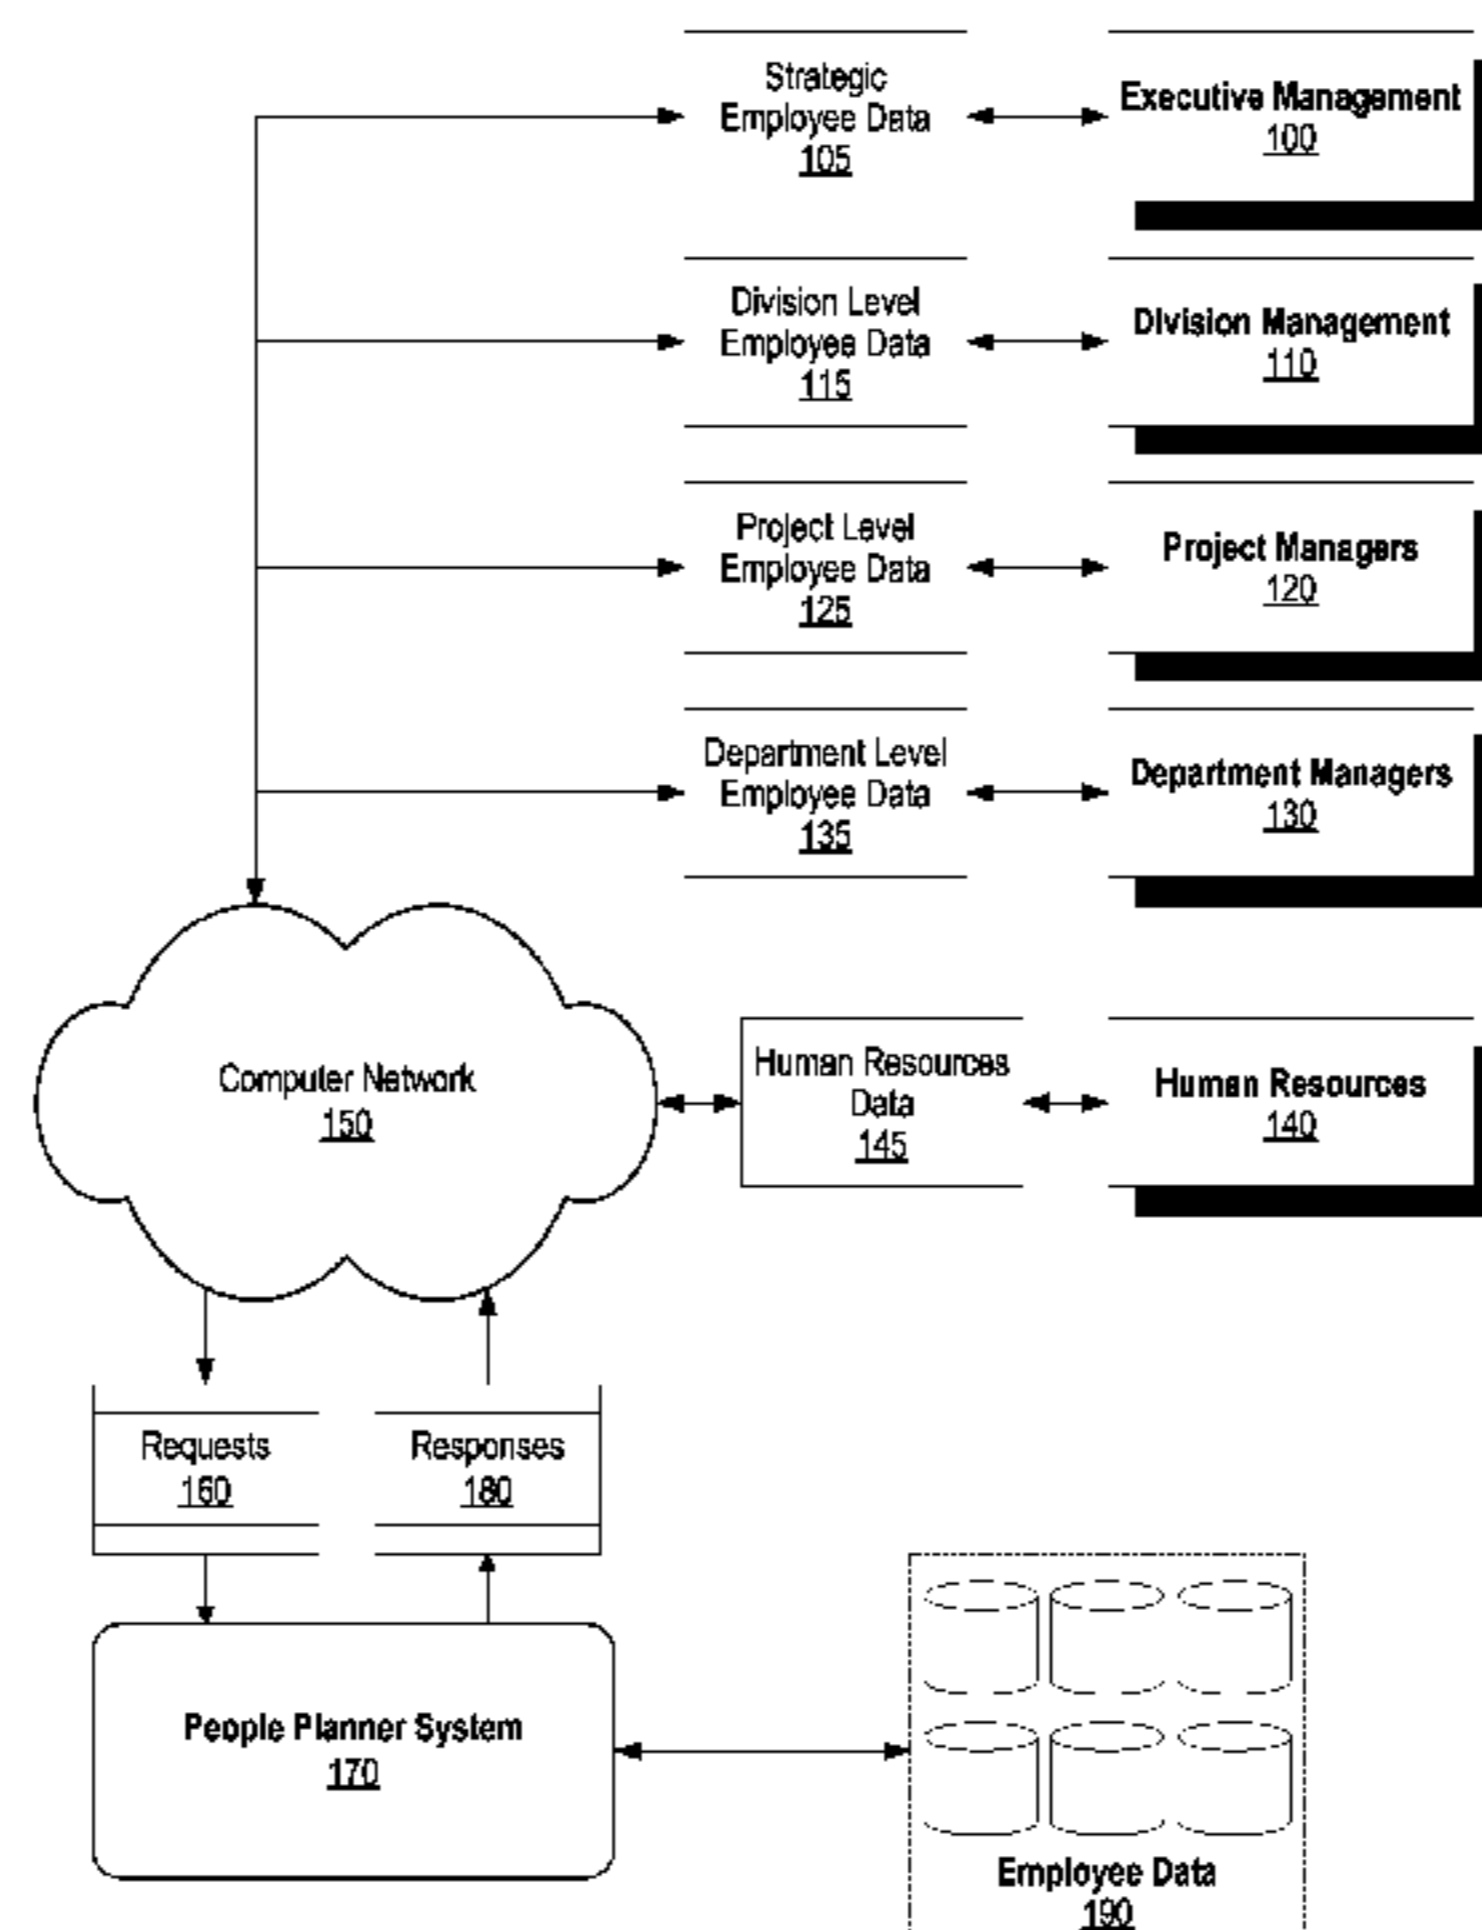 Strategic
Employee Data
105
Executive Management
100
Division Level
Employee Data
115
Division Management
110
Project Level
Employee Data
125
Project Managers
120
Department Level
Employee Data
135
Department Managers
130
Computer Network
150
Human Resources
Data
145
Human Resources
140
Requests
160
Responses
180
People Planner System
170
Employee Data
190